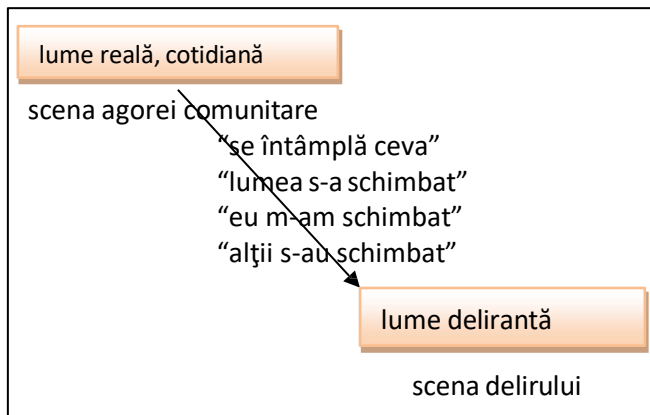 lume reală, cotidiană
scena agorei comunitare
“se întâmplă ceva”
“lumea s-a schimbat”
“eu m-am schimbat”
“alţii s-au schimbat”
lume delirantă
scena delirului